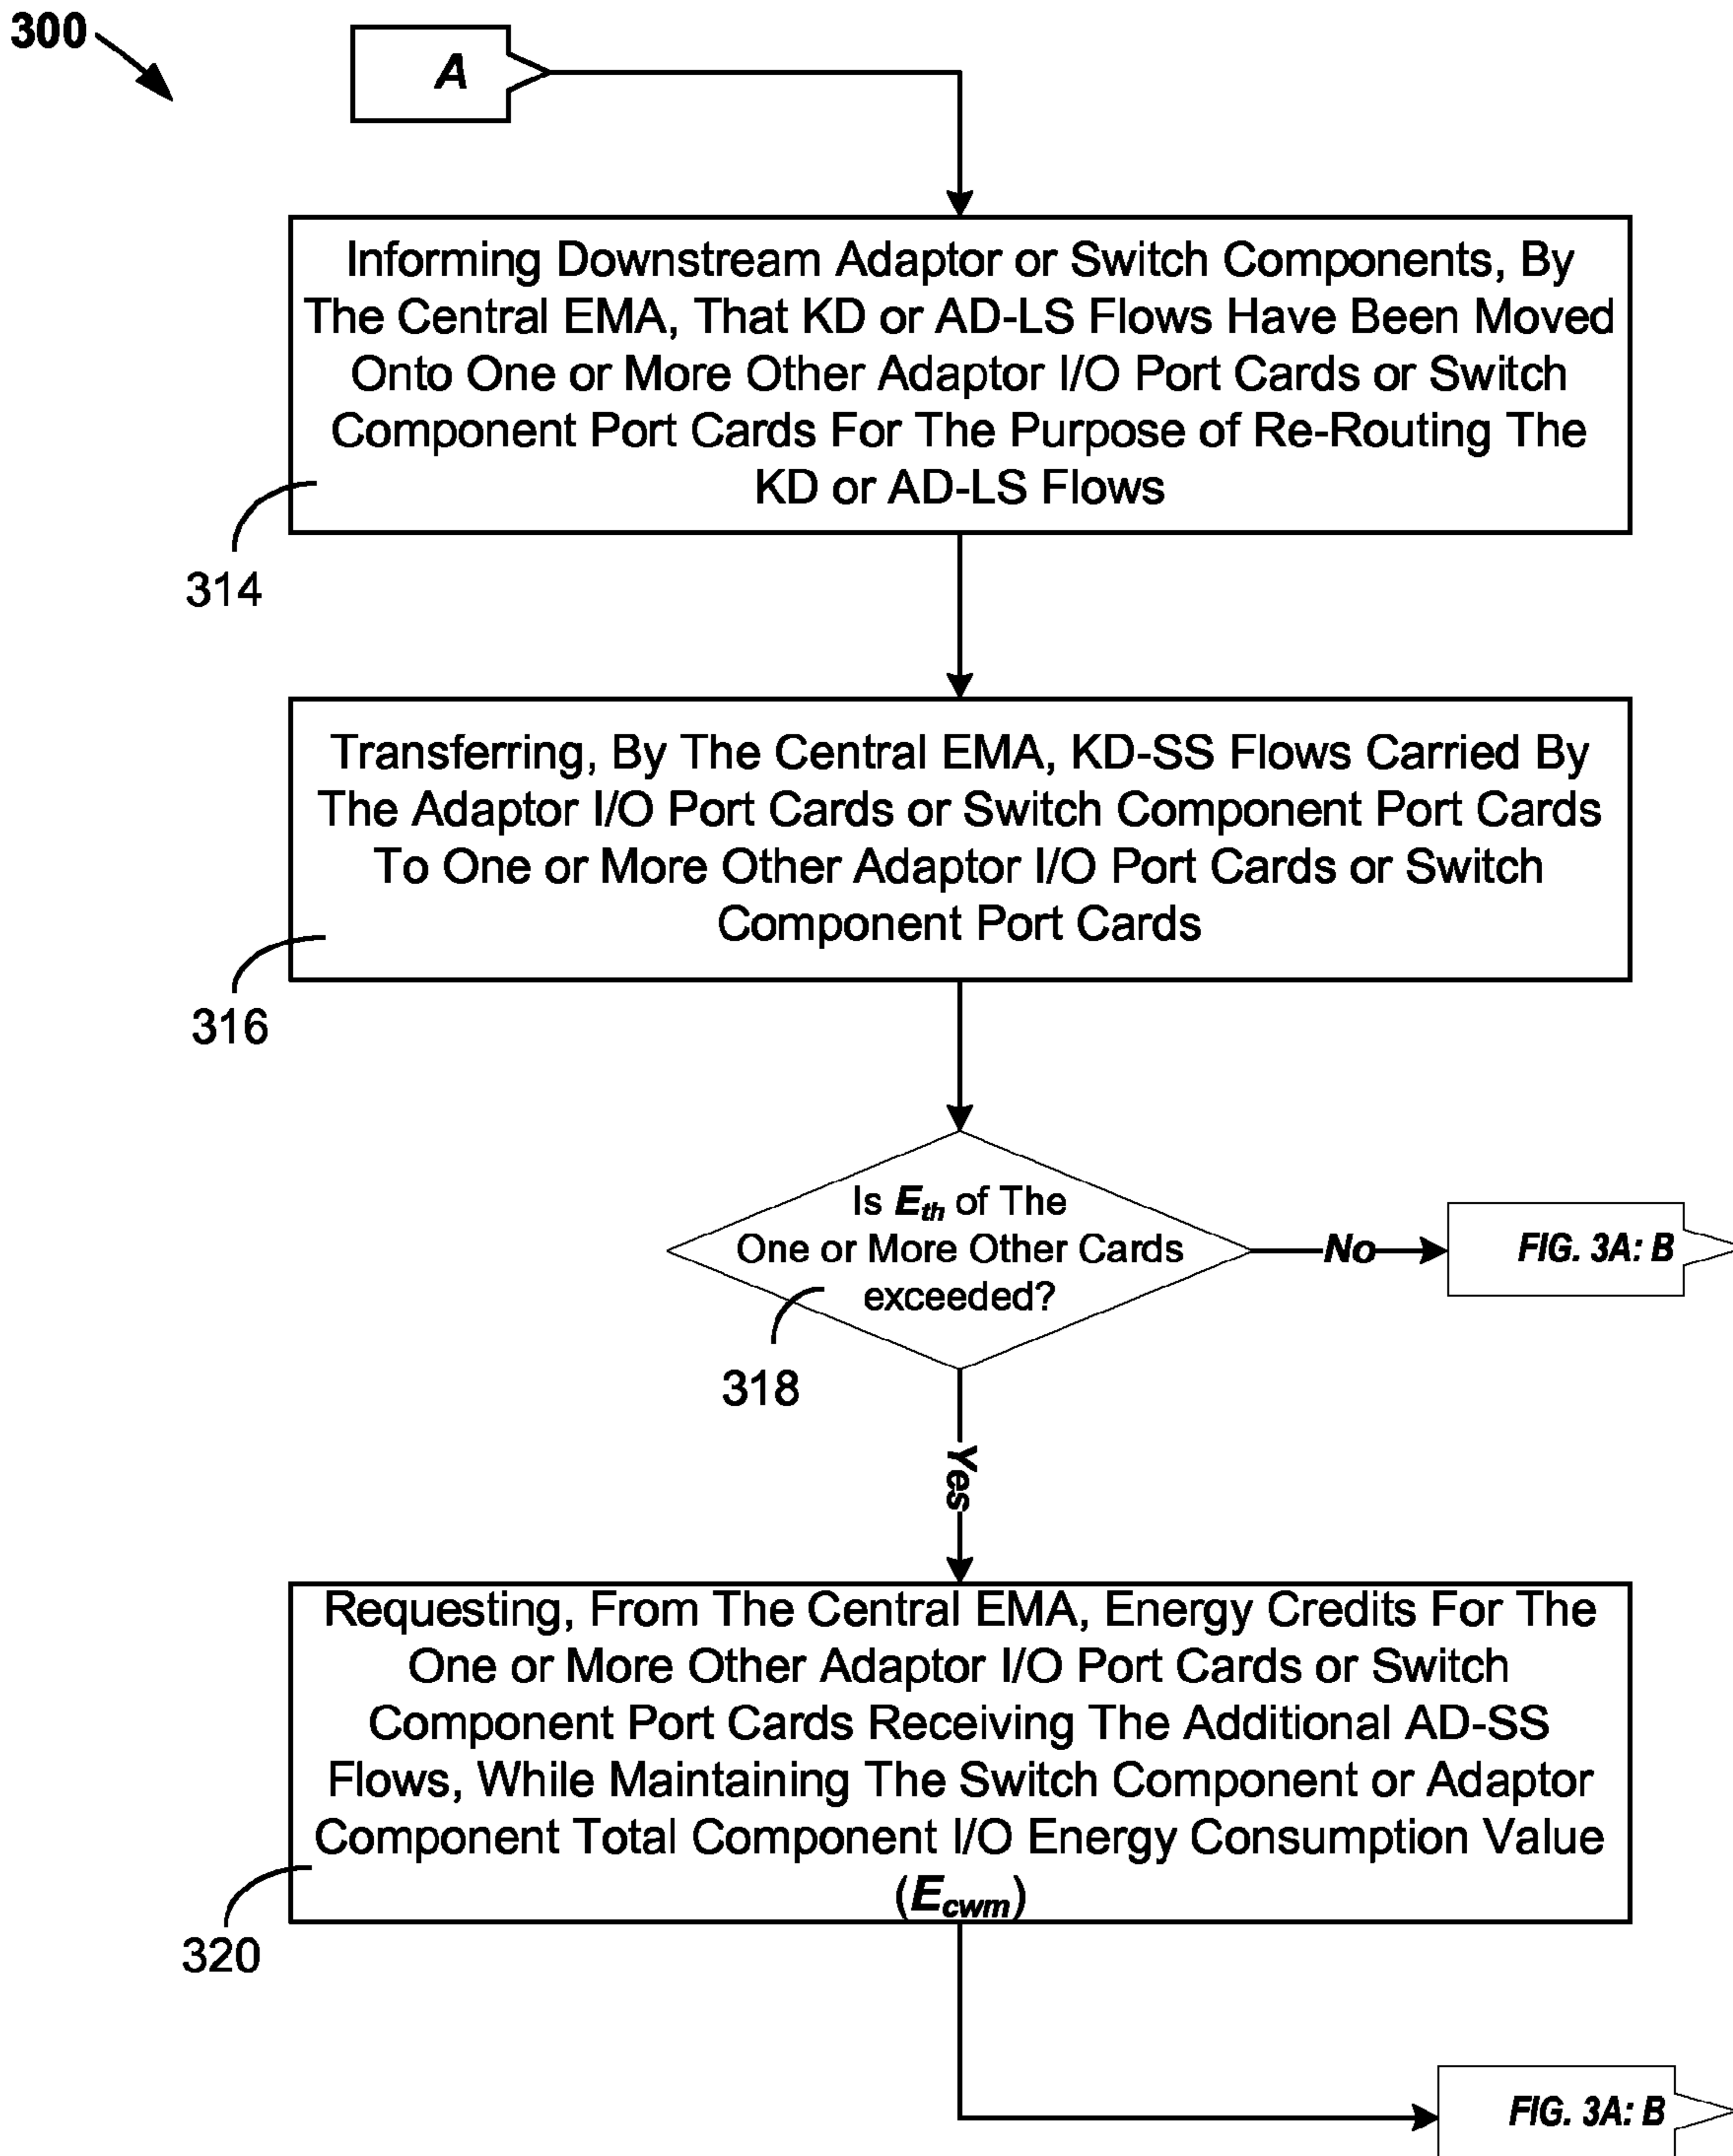 300
A
Informing Downstream Adaptor or Switch Components, By
The Central EMA, That KD or AD-LS Flows Have Been Moved
Onto One or More Other Adaptor I/O Port Cards or Switch
Component Port Cards For The Purpose of Re-Routing The
KD or AD-LS Flows
314
Transferring, By The Central EMA, KD-SS Flows Carried By
The Adaptor I/O Port Cards or Switch Component Port Cards
To One or More Other Adaptor I/O Port Cards or Switch
Component Port Cards
316
Is Eth of The
One or More Other Cards
exceeded?
No
FIG. 3A: B
318
Yes
Requesting, From The Central EMA, Energy Credits For The
One or More Other Adaptor I/O Port Cards or Switch
Component Port Cards Receiving The Additional AD-SS
Flows, While Maintaining The Switch Component or Adaptor
Component Total Component I/O Energy Consumption Value
(Ecwm)
320
FIG. 3A: B